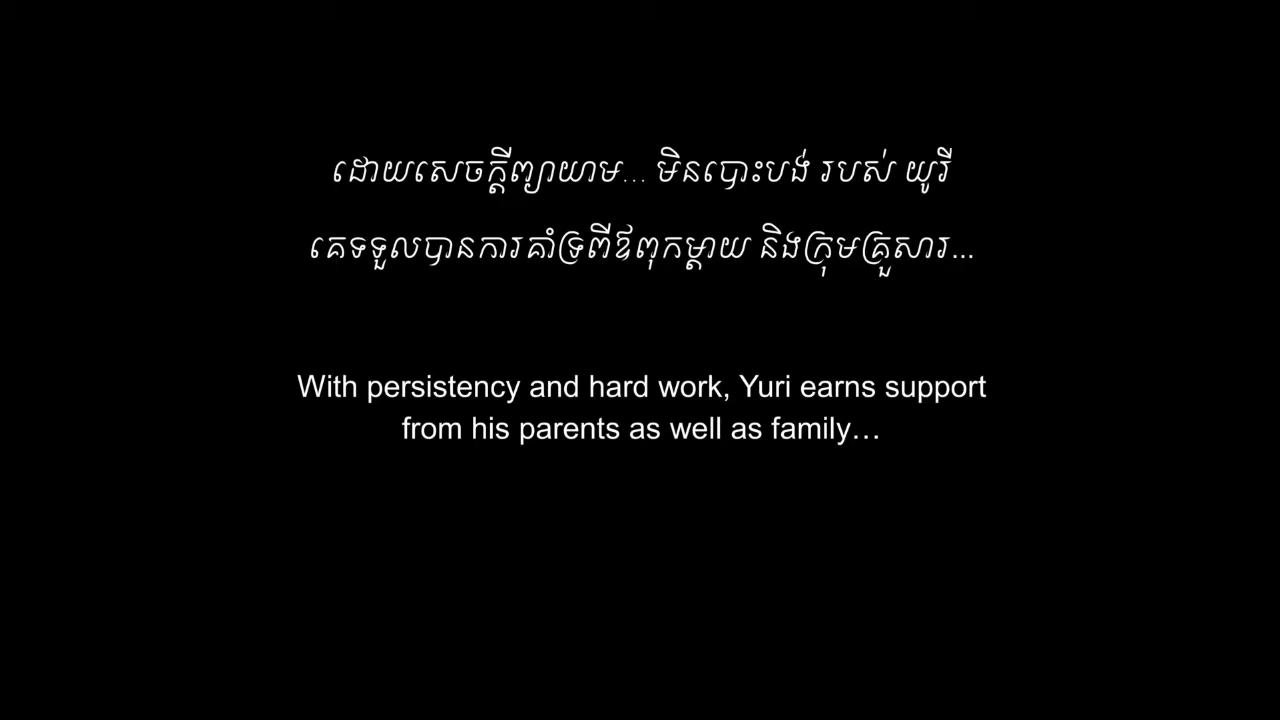 ដោយសេចក្តីព្យាយាម... មិនបោះបង់ របស់ យូរី
គេទទួលបានការគាំទ្រពីឪពុកម្តាយ និងក្រុមគ្រួសារ...
With persistency and hard work, Yuri earns support
from his parents as well as family…